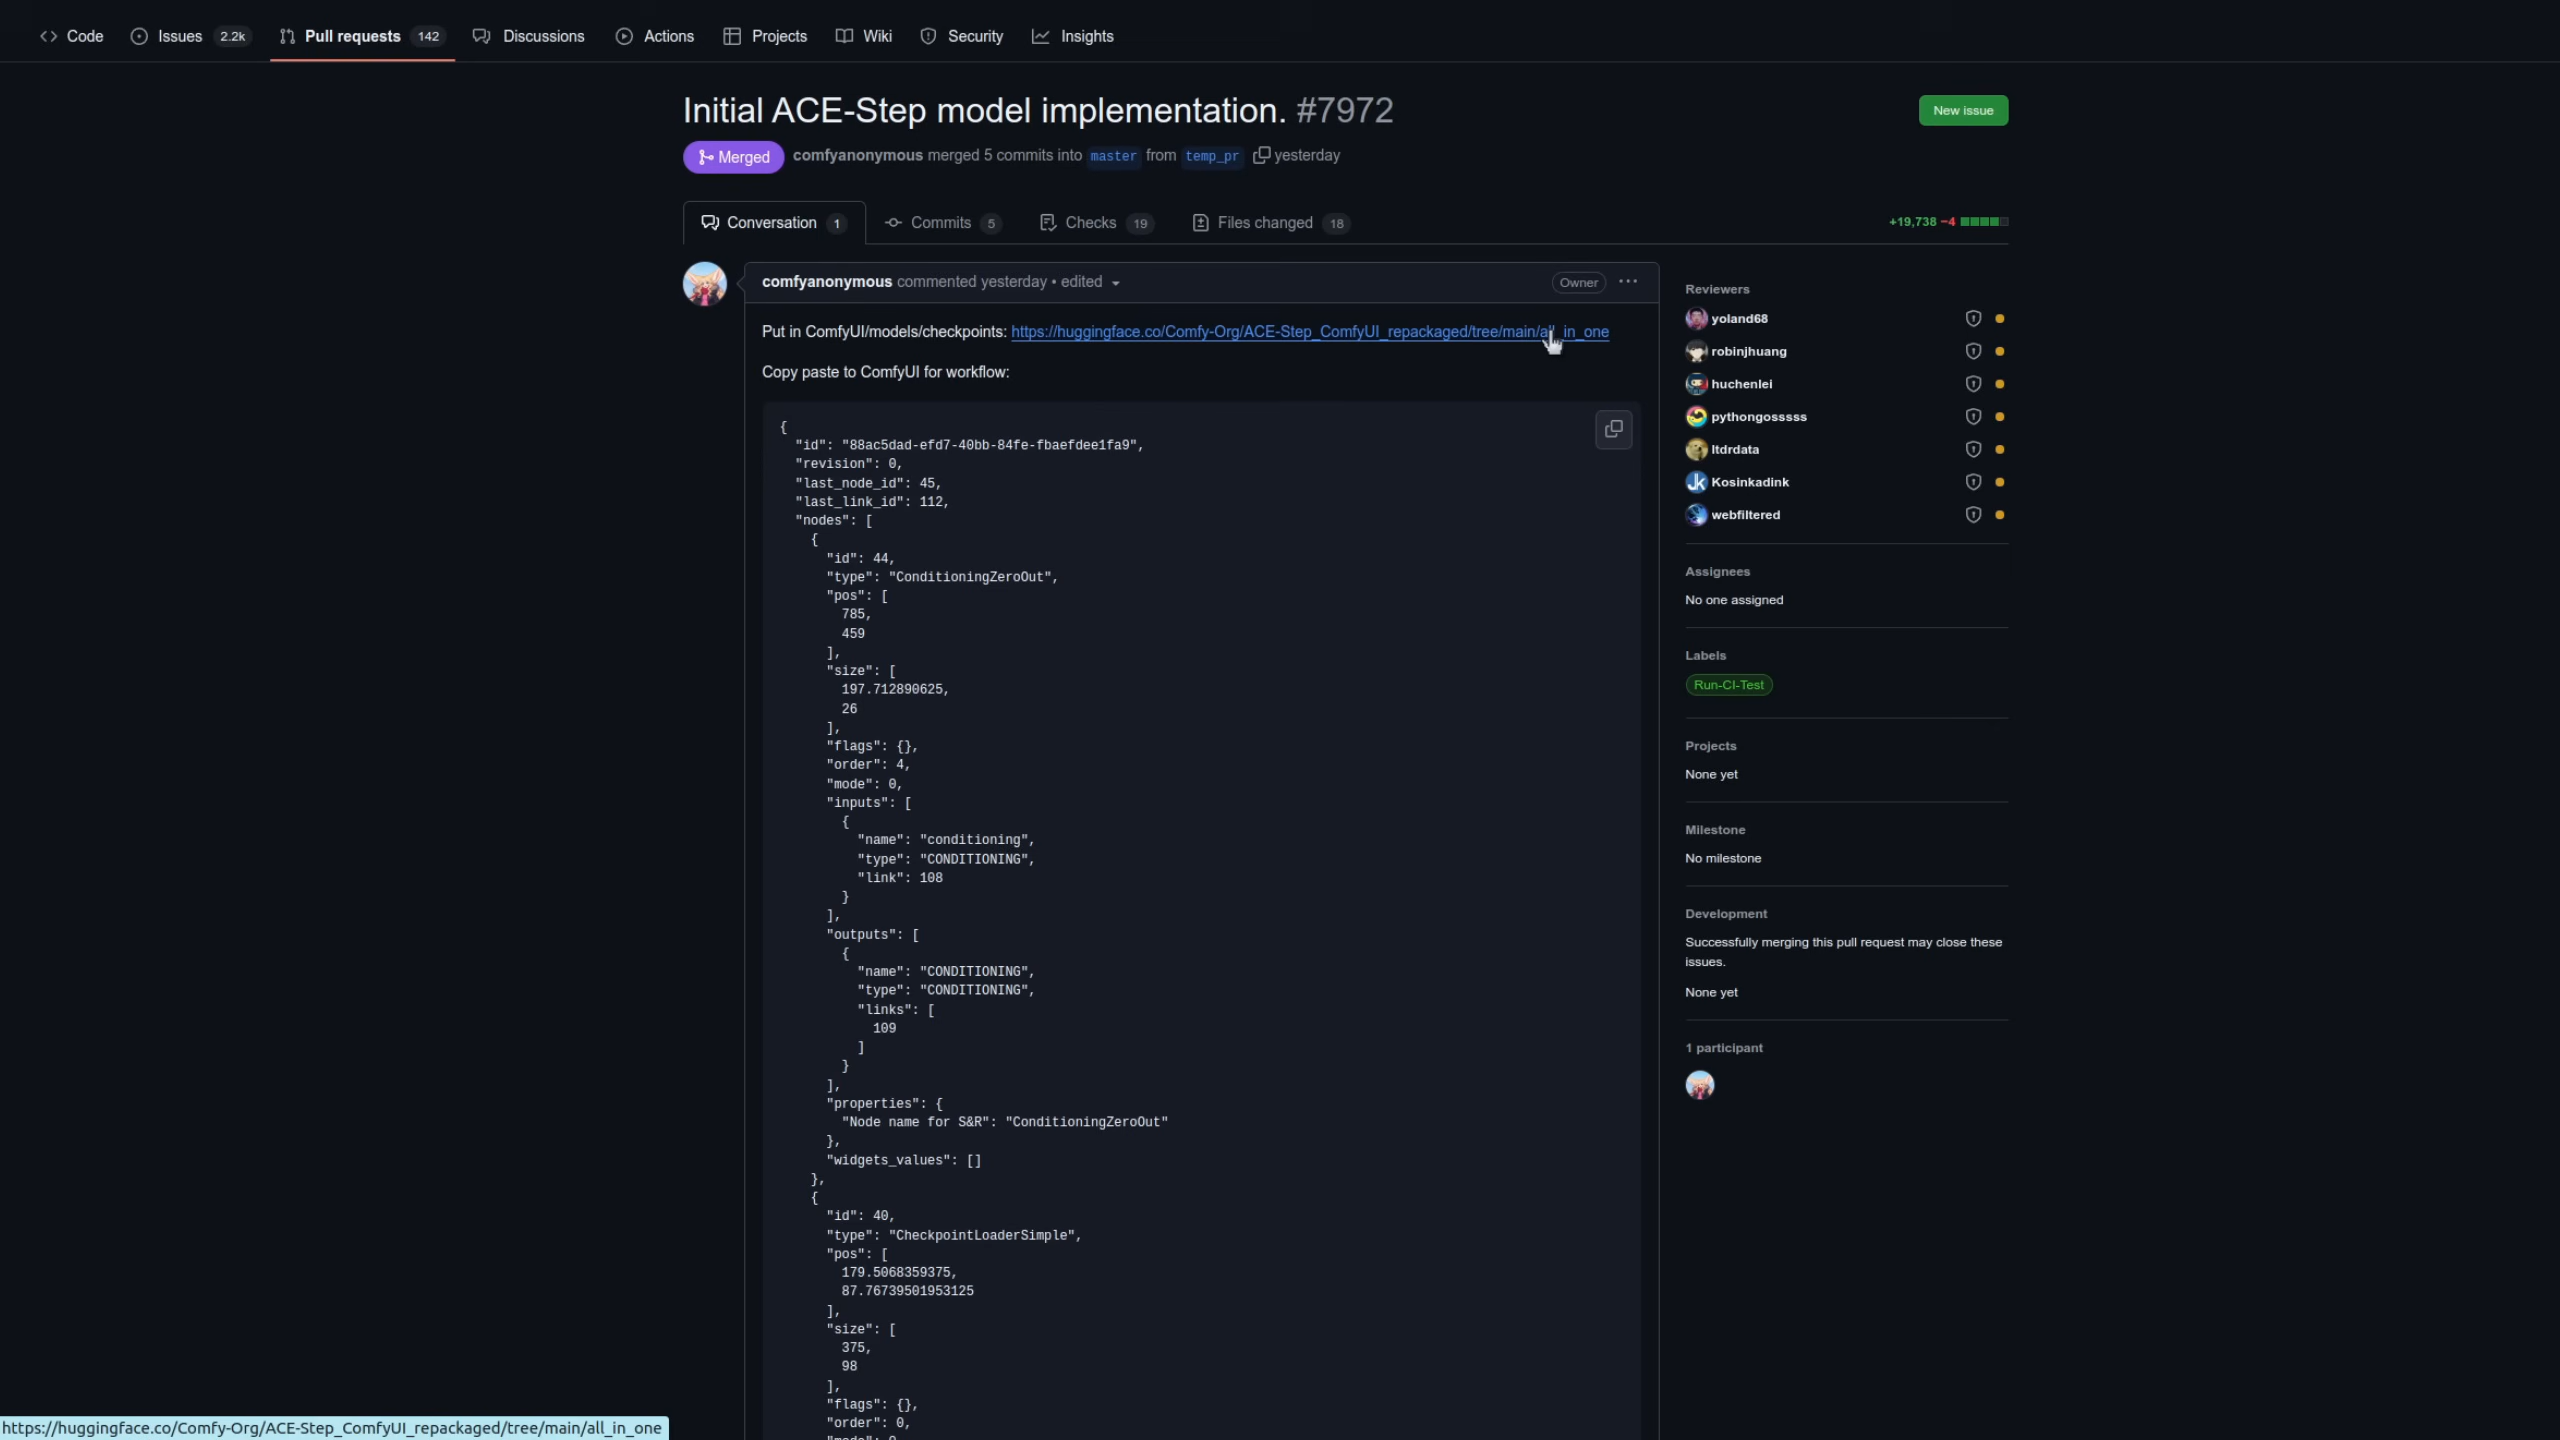 Code Issues 2.2k Pull requests 142 Discussions Actions Projects Wiki Security Insights
Initial ACE-Step model implementation. #7972
New issue
Merged comfyanonymous merged 5 commits into master from temp_pr yesterday
Conversation 1 Commits 5 Checks 19 Files changed 18
+19,738 −4
comfyanonymous commented yesterday • edited
Owner
Put in ComfyUI/models/checkpoints: https://huggingface.co/Comfy-Org/ACE-Step_ComfyUI_repackaged/tree/main/all_in_one
Copy paste to ComfyUI for workflow:
{
"id": "88ac5dad-efd7-40bb-84fe-fbaefdee1fa9",
"revision": 0,
"last_node_id": 45,
"last_link_id": 112,
"nodes": [
{
"id": 44,
"type": "ConditioningZeroOut",
"pos": [
785,
459
],
"size": [
197.712890625,
26
],
"flags": {},
"order": 4,
"mode": 0,
"inputs": [
{
"name": "conditioning",
"type": "CONDITIONING",
"link": 108
}
],
"outputs": [
{
"name": "CONDITIONING",
"type": "CONDITIONING",
"links": [
109
]
}
],
"properties": {
"Node name for S&R": "ConditioningZeroOut"
},
"widgets_values": []
},
{
"id": 40,
"type": "CheckpointLoaderSimple",
"pos": [
179.5068359375,
87.76739501953125
],
"size": [
375,
98
],
"flags": {},
"order": 0,
Reviewers
yoland68
robinjhuang
huchenlei
pythongosssss
ltdrdata
Kosinkadink
webfiltered
Assignees
No one assigned
Labels
Run-CI-Test
Projects
None yet
Milestone
No milestone
Development
Successfully merging this pull request may close these
issues.
None yet
1 participant
https://huggingface.co/Comfy-Org/ACE-Step_ComfyUI_repackaged/tree/main/all_in_one